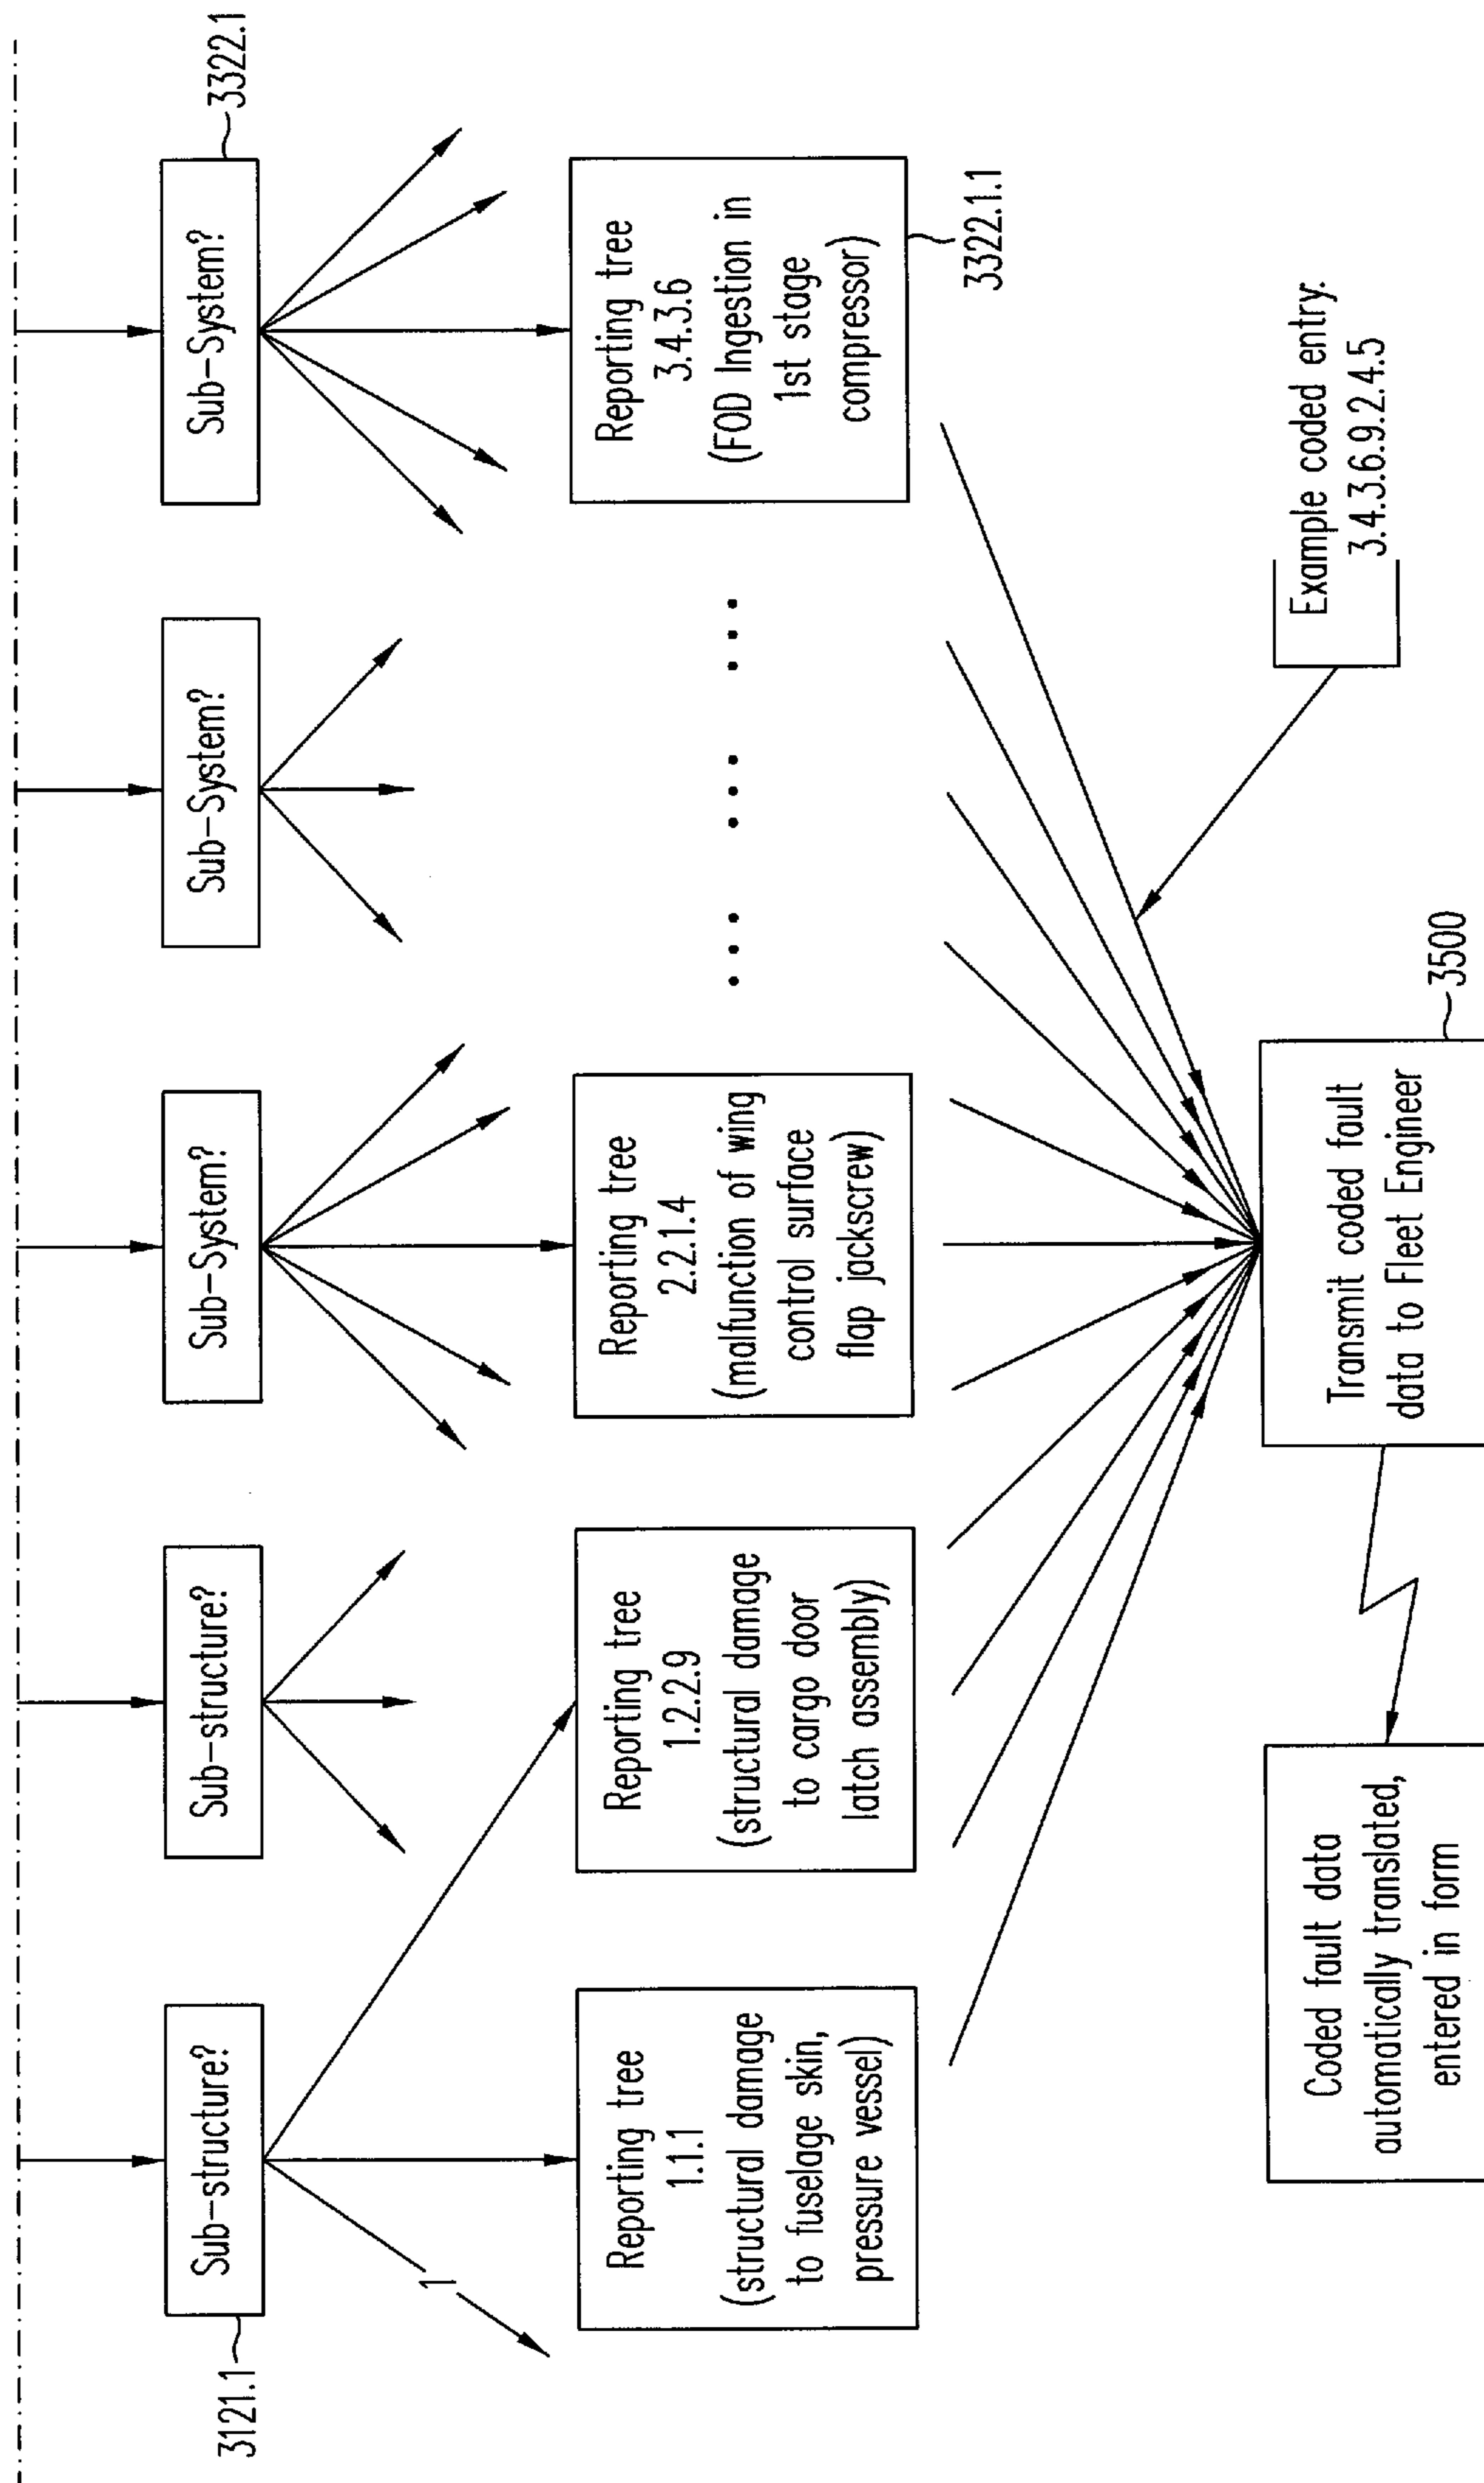 3121.1
Sub-structure?
Sub-structure?
Sub-System?
Sub-System?
Sub-System?
3322.1
1
Reporting tree
1.1.1
(structural damage
to fuselage skin,
pressure vessel)
Reporting tree
1.2.2.9
(structural damage
to cargo door
latch assembly)
Reporting tree
2.2.1.4
(malfunction of wing
control surface
flap jackscrew)
Reporting tree
3.4.3.6
(FOD Ingestion in
1st stage
compressor)
3322.1.1
Example coded entry.
3.4.3.6.9.2.4.5
Coded fault data
automatically translated,
entered in form
Transmit coded fault
data to Fleet Engineer
3500